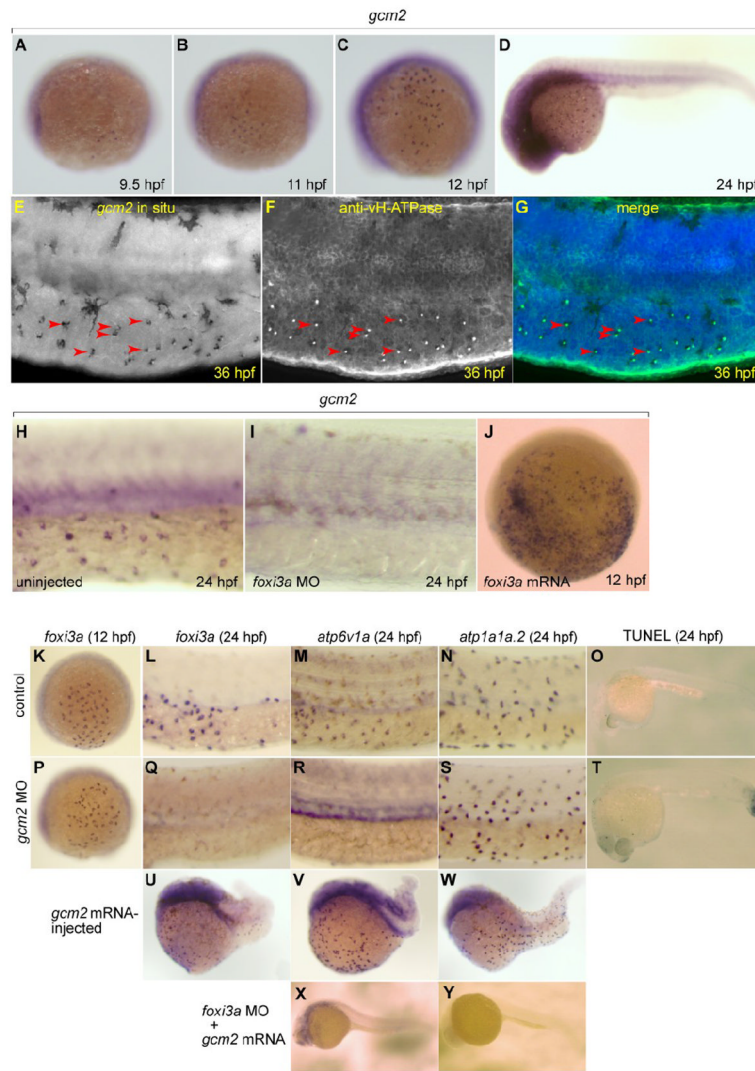 gcm2
A
B
C
D
9.5 hpf
11 hpf
12 hpf
24 hpf
E
gcm2 in situ
F
anti-vH-ATPase
G
merge
36 hpf
36 hpf
36 hpf
gcm2
H
I
J
uninjected
24 hpf
foxi3a MO
24 hpf
foxi3a mRNA
12 hpf
foxi3a (12 hpf)
foxi3a (24 hpf)
atp6v1a (24 hpf)
atp1a1a.2 (24 hpf)
TUNEL (24 hpf)
control
K
L
M
N
O
gcm2 MO
P
Q
R
S
T
gcm2 mRNA-
injected
U
V
W
foxi3a MO
+
gcm2 mRNA
X
Y